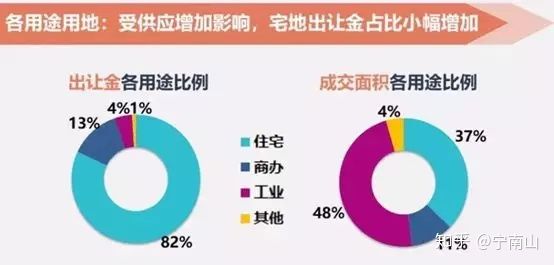 各用途用地：受供应增加影响，宅地出让金占比小幅增加
出让金各用途比例
成交面积各用途比例
4%
1%
13%
82%
住宅
商办
工业
其他
4%
37%
48%
11%
知乎 @宁南山